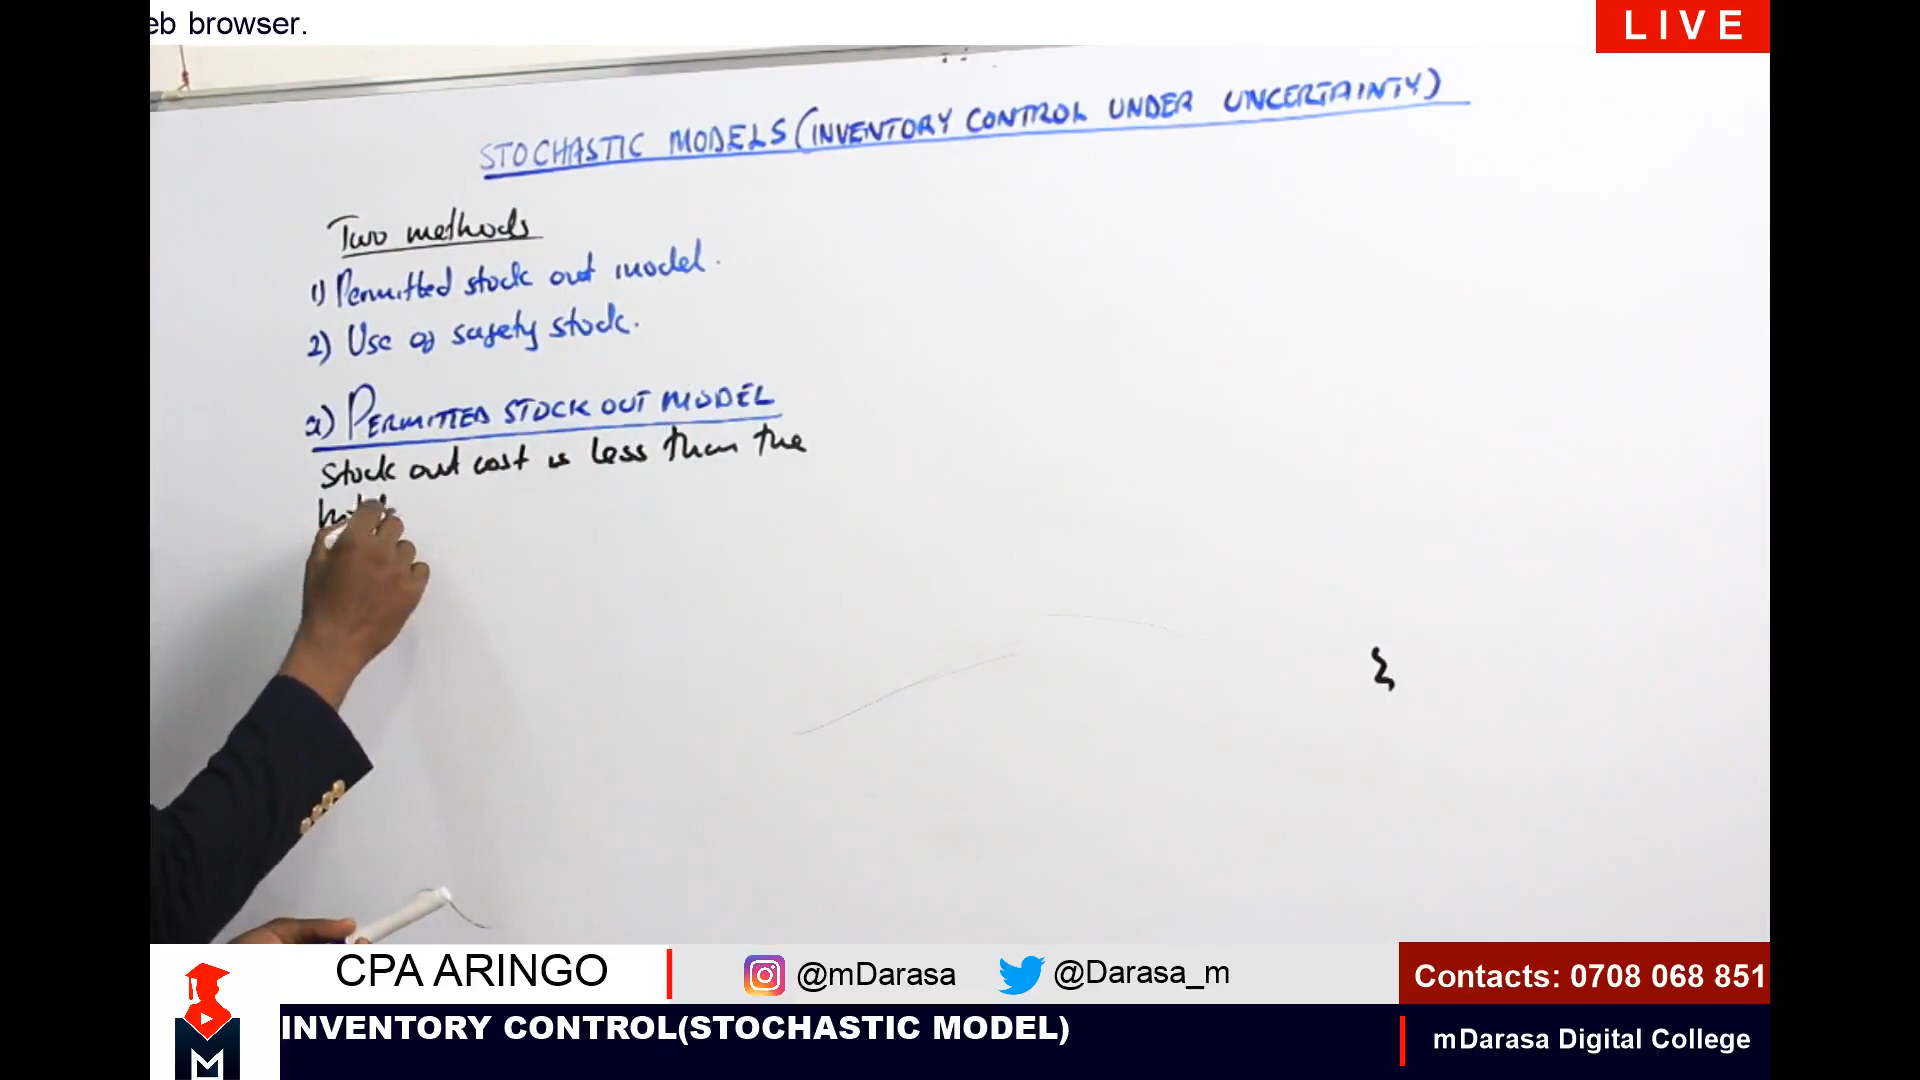 eb browser.
LIVE
STOCHASTIC MODELS (INVENTORY CONTROL UNDER UNCERTAINTY)
Two methods
1) Permitted stock out model.
2) Use of safety stock.
a) PERMITTED STOCK OUT MODEL
Stock out cost is less than the
CPA ARINGO
@mDarasa
@Darasa_m
Contacts: 0708 068 851
INVENTORY CONTROL(STOCHASTIC MODEL)
mDarasa Digital College
M